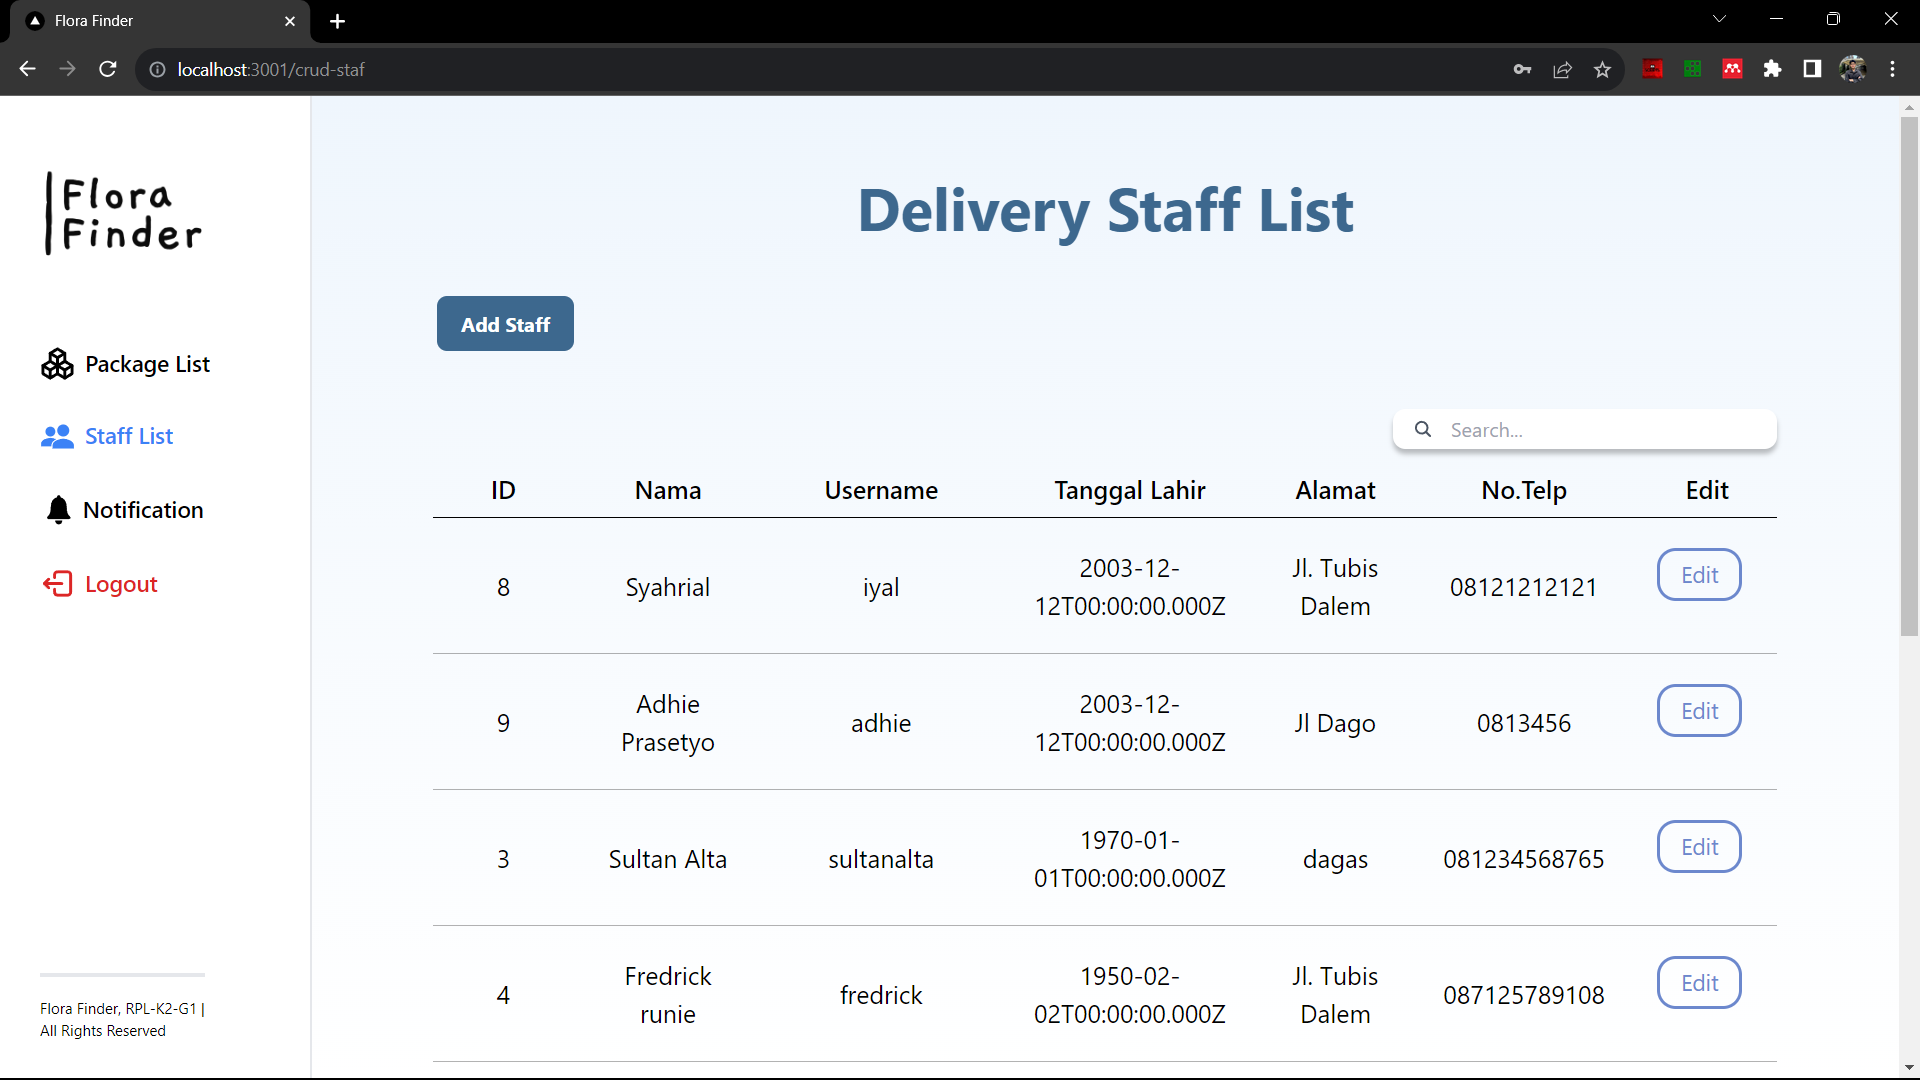 Flora Finder
localhost:3001/crud-staf
Flora
Finder
Package List
Staff List
Notification
Logout
Flora Finder, RPL-K2-G1 |
All Rights Reserved
Delivery Staff List
Add Staff
Search...
ID Nama Username Tanggal Lahir Alamat No.Telp Edit
8 Syahrial iyal 2003-12-12T00:00:00.000Z Jl. Tubis Dalem 08121212121 Edit
9 Adhie Prasetyo adhie 2003-12-12T00:00:00.000Z Jl Dago 0813456 Edit
3 Sultan Alta sultanalta 1970-01-01T00:00:00.000Z dagas 081234568765 Edit
4 Fredrick runie fredrick 1950-02-02T00:00:00.000Z Jl. Tubis Dalem 087125789108 Edit